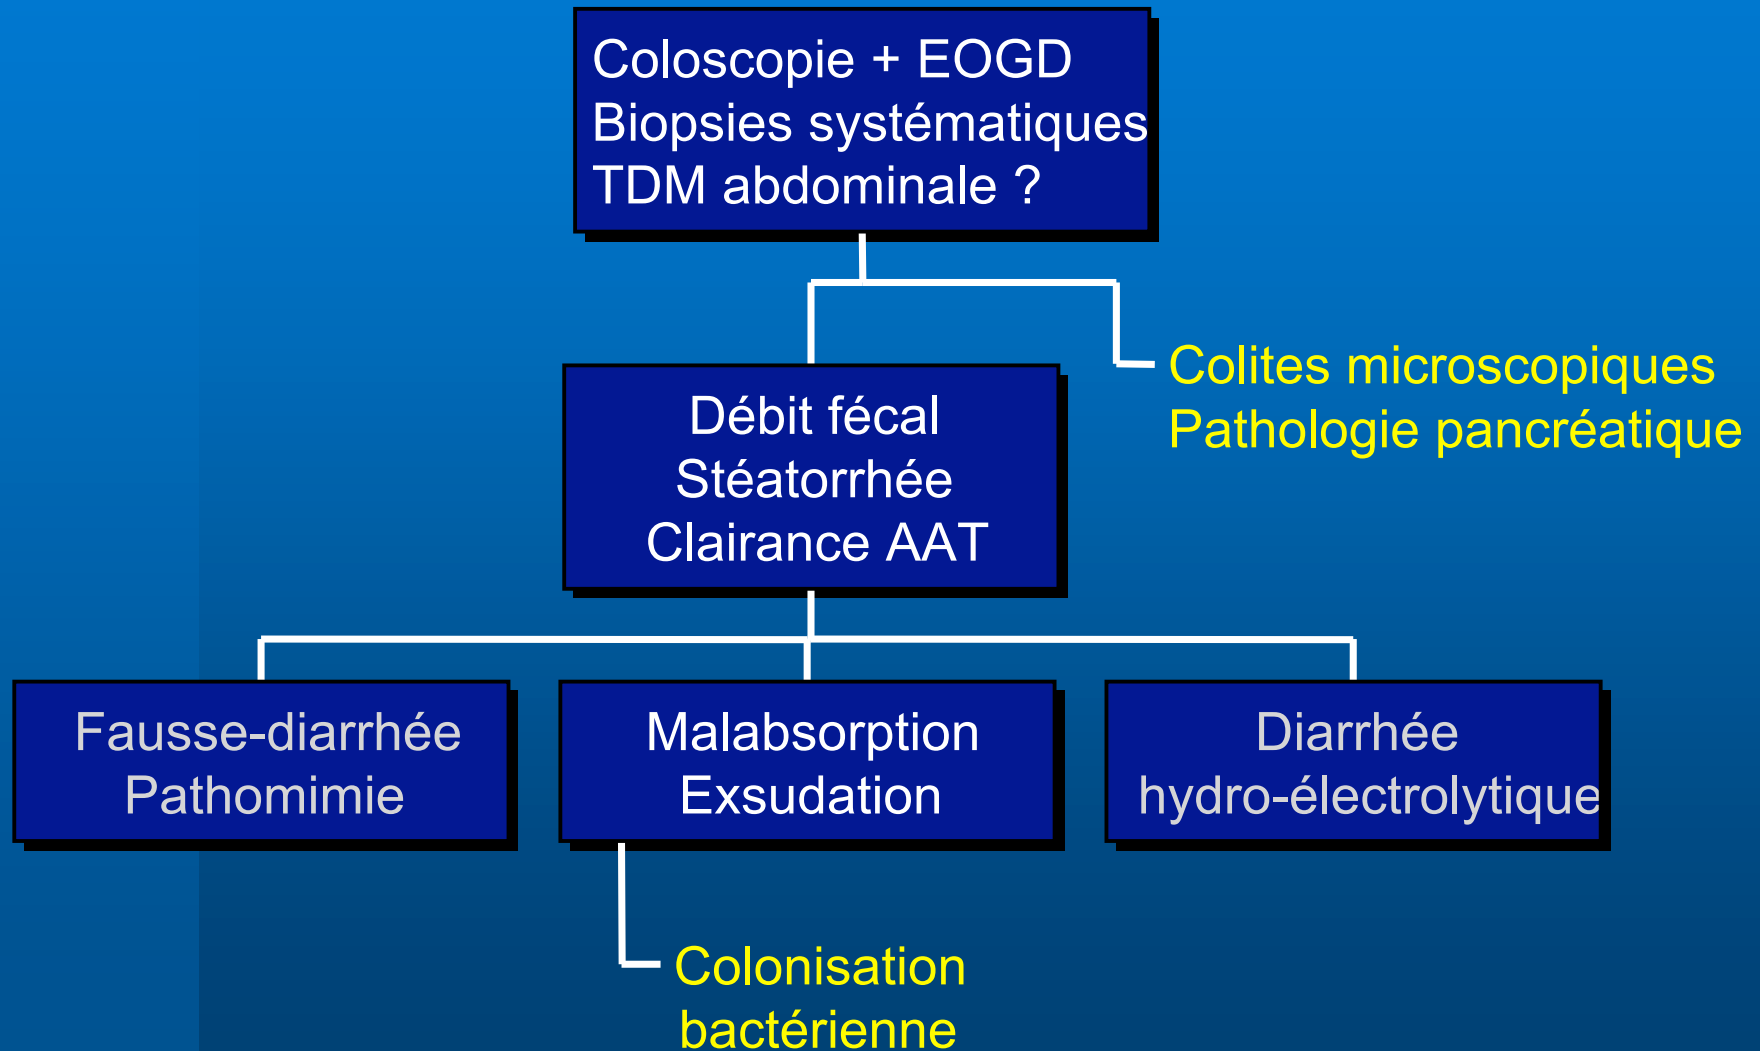 Coloscopie + EOGD
Biopsies systématiques
TDM abdominale ?
Colites microscopiques
Pathologie pancréatique
Débit fécal
Stéatorrhée
Clairance AAT
Fausse-diarrhée
Pathomimie
Malabsorption
Exsudation
Diarrhée
hydro-électrolytique
Colonisation
bactérienne